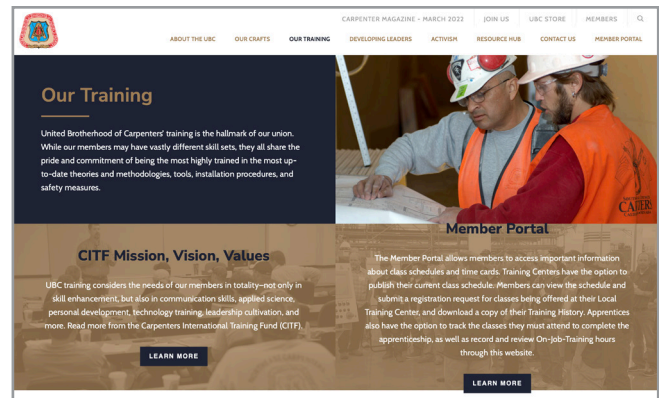 CARPENTER MAGAZINE - MARCH 2022
JOIN US
UBC STORE
MEMBERS
ABOUT THE UBC
OUR CRAFTS
OUR TRAINING
DEVELOPING LEADERS
ACTIVISM
RESOURCE HUB
CONTACT US
MEMBER PORTAL
Our Training
United Brotherhood of Carpenters' training is the hallmark of our union.
While our members may have vastly different skill sets, they all share the
pride and commitment of being the most highly trained in the most up-
to-date theories and methodologies, tools, installation procedures, and
safety measures.
CITF Mission, Vision, Values
UBC training considers the needs of our members in totality–not only in
skill enhancement, but also in communication skills, applied science,
personal development, technology training, leadership cultivation, and
more. Read more from the Carpenters International Training Fund (CITF).
LEARN MORE
Member Portal
The Member Portal allows members to access important information
about class schedules and time cards. Training Centers have the option to
publish their current class schedule. Members can view the schedule and
submit a registration request for classes being offered at their Local
Training Center, and download a copy of their Training History. Apprentices
also have the option to track the classes they must attend to complete the
apprenticeship, as well as record and review On-Job-Training hours
through this website.
LEARN MORE